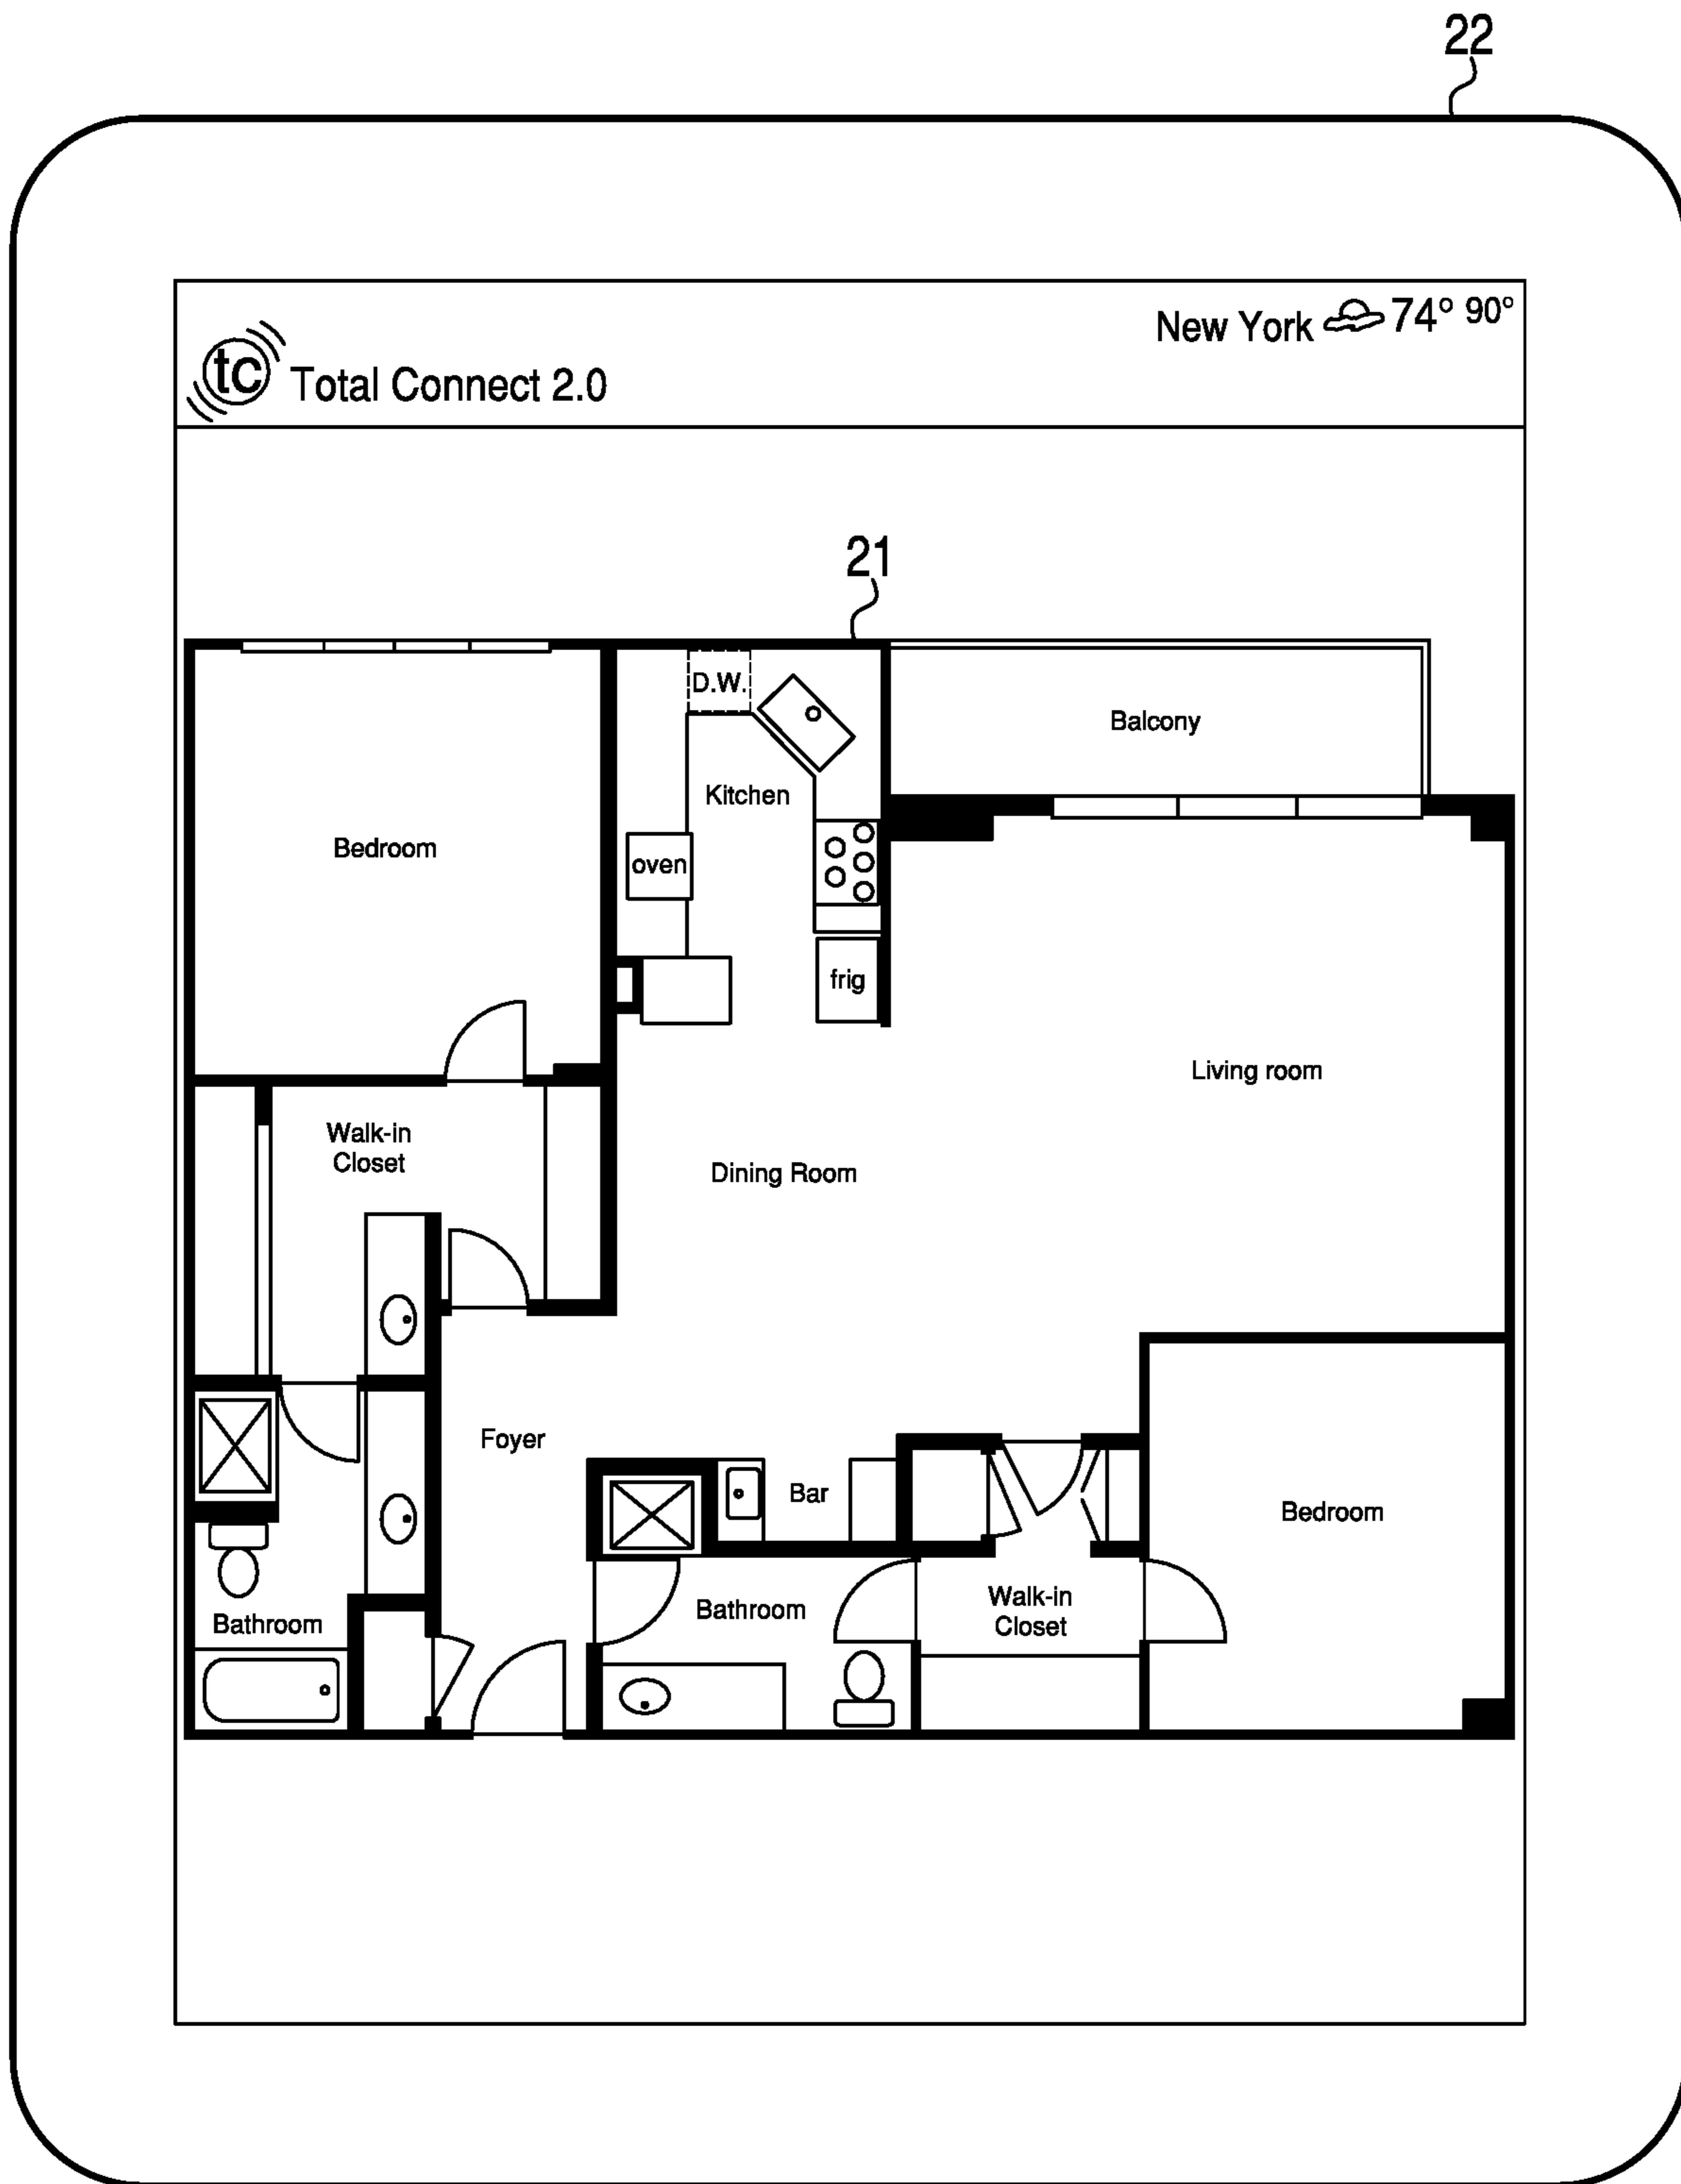 22
New York 74° 90°
tc
Total Connect 2.0
21
D.W.
Balcony
Kitchen
Bedroom
oven
frig
Living room
Walk-in
Closet
Dining Room
Foyer
Bar
Bedroom
Walk-in
Closet
Bathroom
Bathroom